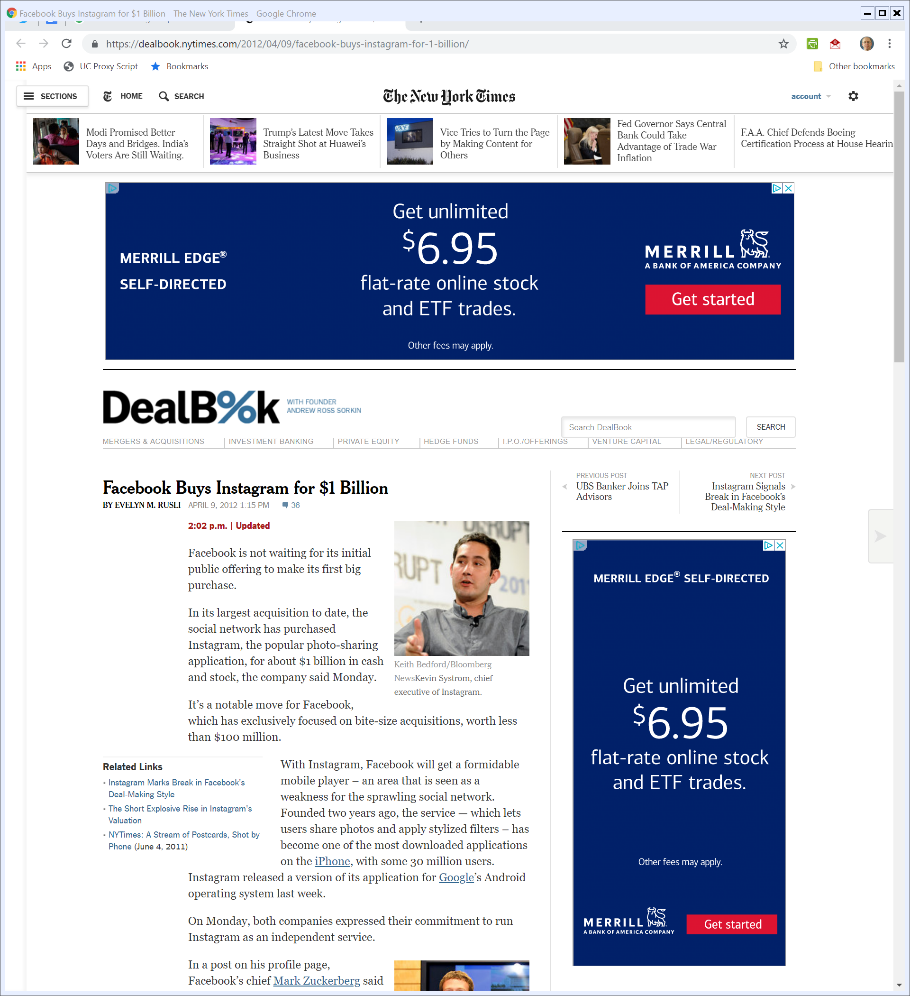 Facebook Buys Instagram for $1 Billion - The New York Times - Google Chrome
https://dealbook.nytimes.com/2012/04/09/facebook-buys-instagram-for-1-billion/
Apps UC Proxy Script Bookmarks Other bookmarks
SECTIONS HOME SEARCH The New York Times account
Modi Promised Better
Days and Bridges. India's
Voters Are Still Waiting.
Trump's Latest Move Takes
Straight Shot at Huawei's
Business
Vice Tries to Turn the Page
by Making Content for
Others
Fed Governor Says Central
Bank Could Take
Advantage of Trade War
Inflation
F.A.A. Chief Defends Boeing
Certification Process at House Hearin
MERRILL EDGE®
SELF-DIRECTED
Get unlimited
$6.95
flat-rate online stock
and ETF trades.
Other fees may apply.
MERRILL
A BANK OF AMERICA COMPANY
Get started
DealB%k
WITH FOUNDER
ANDREW ROSS SORKIN
Search DealBook SEARCH
MERGERS & ACQUISITIONS INVESTMENT BANKING PRIVATE EQUITY HEDGE FUNDS I.P.O./OFFERINGS VENTURE CAPITAL LEGAL/REGULATORY
Facebook Buys Instagram for $1 Billion
BY EVELYN M. RUSLI APRIL 9, 2012 1:15 PM 36
2:02 p.m. | Updated
Facebook is not waiting for its initial
public offering to make its first big
purchase.
In its largest acquisition to date, the
social network has purchased
Instagram, the popular photo-sharing
application, for about $1 billion in cash
and stock, the company said Monday.
RUPT
2011
Keith Bedford/Bloomberg
NewsKevin Systrom, chief
executive of Instagram.
It's a notable move for Facebook,
which has exclusively focused on bite-size acquisitions, worth less
than $100 million.
Related Links
Instagram Marks Break in Facebook's
Deal-Making Style
The Short Explosive Rise in Instagram's
Valuation
NYTimes: A Stream of Postcards, Shot by
Phone (June 4, 2011)
With Instagram, Facebook will get a formidable
mobile player – an area that is seen as a
weakness for the sprawling social network.
Founded two years ago, the service — which lets
users share photos and apply stylized filters – has
become one of the most downloaded applications
on the iPhone, with some 30 million users.
Instagram released a version of its application for Google's Android
operating system last week.
On Monday, both companies expressed their commitment to run
Instagram as an independent service.
In a post on his profile page,
Facebook's chief Mark Zuckerberg said
PREVIOUS POST
UBS Banker Joins TAP
Advisors
NEXT POST
Instagram Signals
Break in Facebook's
Deal-Making Style
MERRILL EDGE® SELF-DIRECTED
Get unlimited
$6.95
flat-rate online stock
and ETF trades.
Other fees may apply.
MERRILL
A BANK OF AMERICA COMPANY
Get started